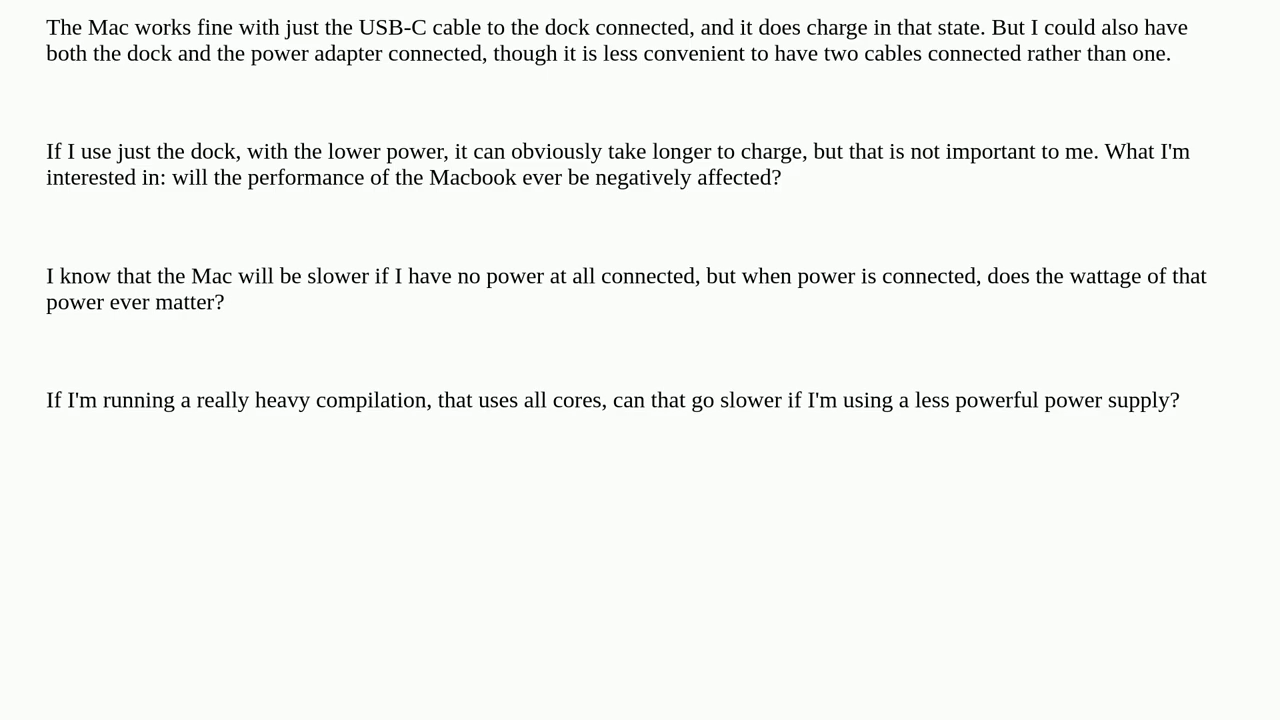 The Mac works fine with just the USB-C cable to the dock connected, and it does charge in that state. But I could also have
both the dock and the power adapter connected, though it is less convenient to have two cables connected rather than one.
If I use just the dock, with the lower power, it can obviously take longer to charge, but that is not important to me. What I'm
interested in: will the performance of the Macbook ever be negatively affected?
I know that the Mac will be slower if I have no power at all connected, but when power is connected, does the wattage of that
power ever matter?
If I'm running a really heavy compilation, that uses all cores, can that go slower if I'm using a less powerful power supply?